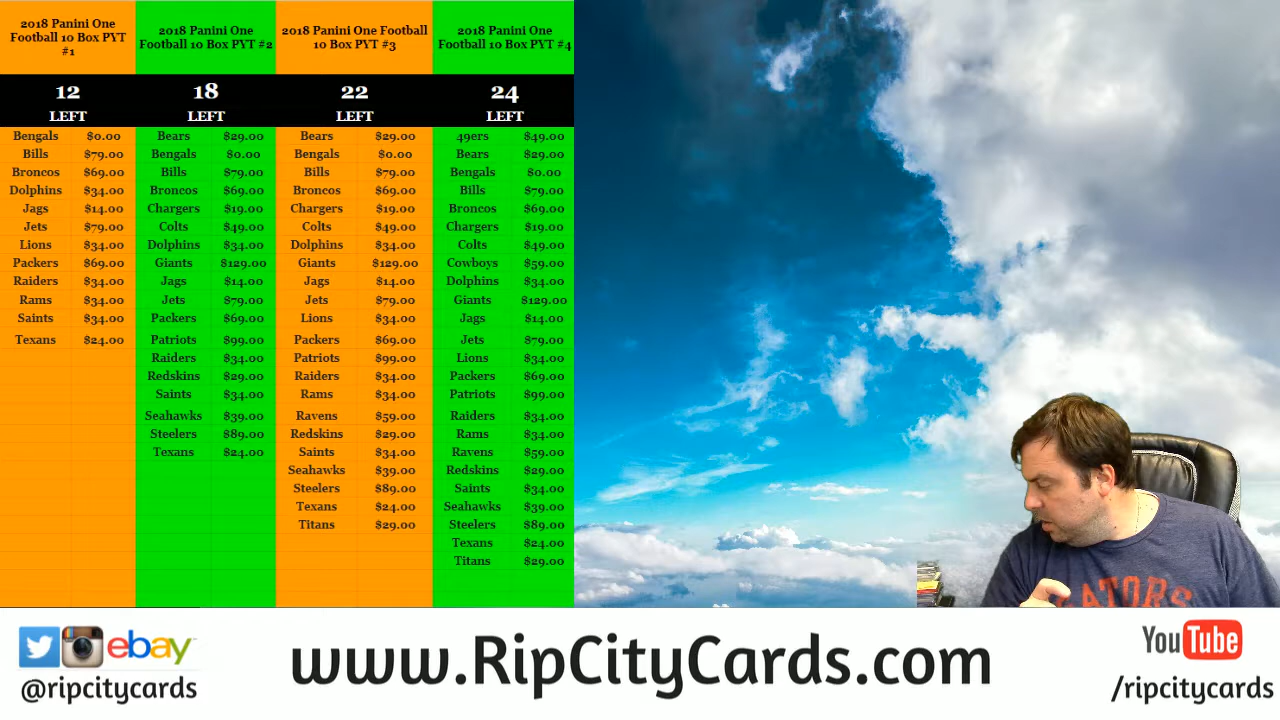 2018 Panini One
Football 10 Box PYT
#1
12
LEFT
Bengals $0.00
Bills $79.00
Broncos $69.00
Dolphins $34.00
Jags $14.00
Jets $79.00
Lions $34.00
Packers $69.00
Raiders $34.00
Rams $34.00
Saints $34.00
Texans $24.00
2018 Panini One
Football 10 Box PYT #2
18
LEFT
Bears $29.00
Bengals $0.00
Bills $79.00
Broncos $69.00
Chargers $19.00
Colts $49.00
Dolphins $34.00
Giants $129.00
Jags $14.00
Jets $79.00
Packers $69.00
Patriots $99.00
Raiders $34.00
Redskins $29.00
Saints $34.00
Seahawks $39.00
Steelers $89.00
Texans $24.00
2018 Panini One Football
10 Box PYT #3
22
LEFT
Bears $29.00
Bengals $0.00
Bills $79.00
Broncos $69.00
Chargers $19.00
Colts $49.00
Dolphins $34.00
Giants $129.00
Jags $14.00
Jets $79.00
Lions $34.00
Packers $69.00
Patriots $99.00
Raiders $34.00
Rams $34.00
Ravens $59.00
Redskins $29.00
Saints $34.00
Seahawks $39.00
Steelers $89.00
Texans $24.00
Titans $29.00
2018 Panini One
Football 10 Box PYT #4
24
LEFT
49ers $49.00
Bears $29.00
Bengals $0.00
Bills $79.00
Broncos $69.00
Chargers $19.00
Colts $49.00
Cowboys $59.00
Dolphins $34.00
Giants $129.00
Jags $14.00
Jets $79.00
Lions $34.00
Packers $69.00
Patriots $99.00
Raiders $34.00
Rams $34.00
Ravens $59.00
Redskins $29.00
Saints $34.00
Seahawks $39.00
Steelers $89.00
Texans $24.00
Titans $29.00
GATORS
ebay
@ripcitycards
www.RipCityCards.com
YouTube
/ripcitycards